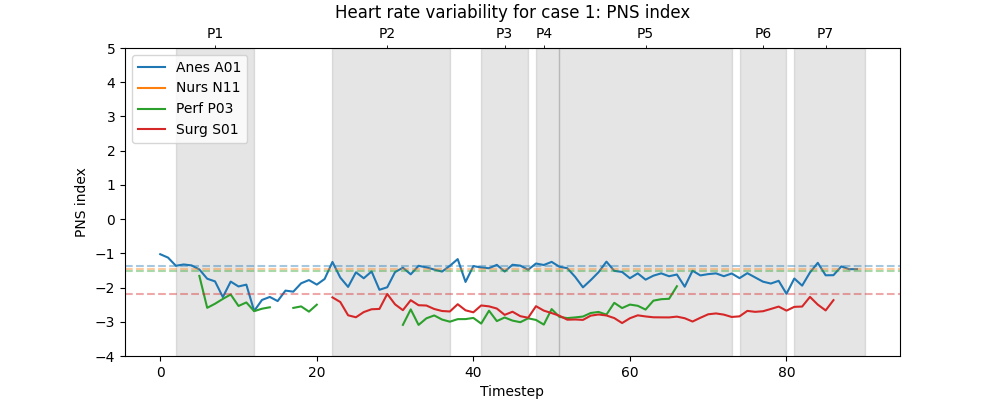 Heart rate variability for case 1: PNS index
P1 P2 P3 P4 P5 P6 P7
Anes A01
Nurs N11
Perf P03
Surg S01
PNS index
5
4
3
2
1
0
−1
−2
−3
−4
0 20 40 60 80
Timestep